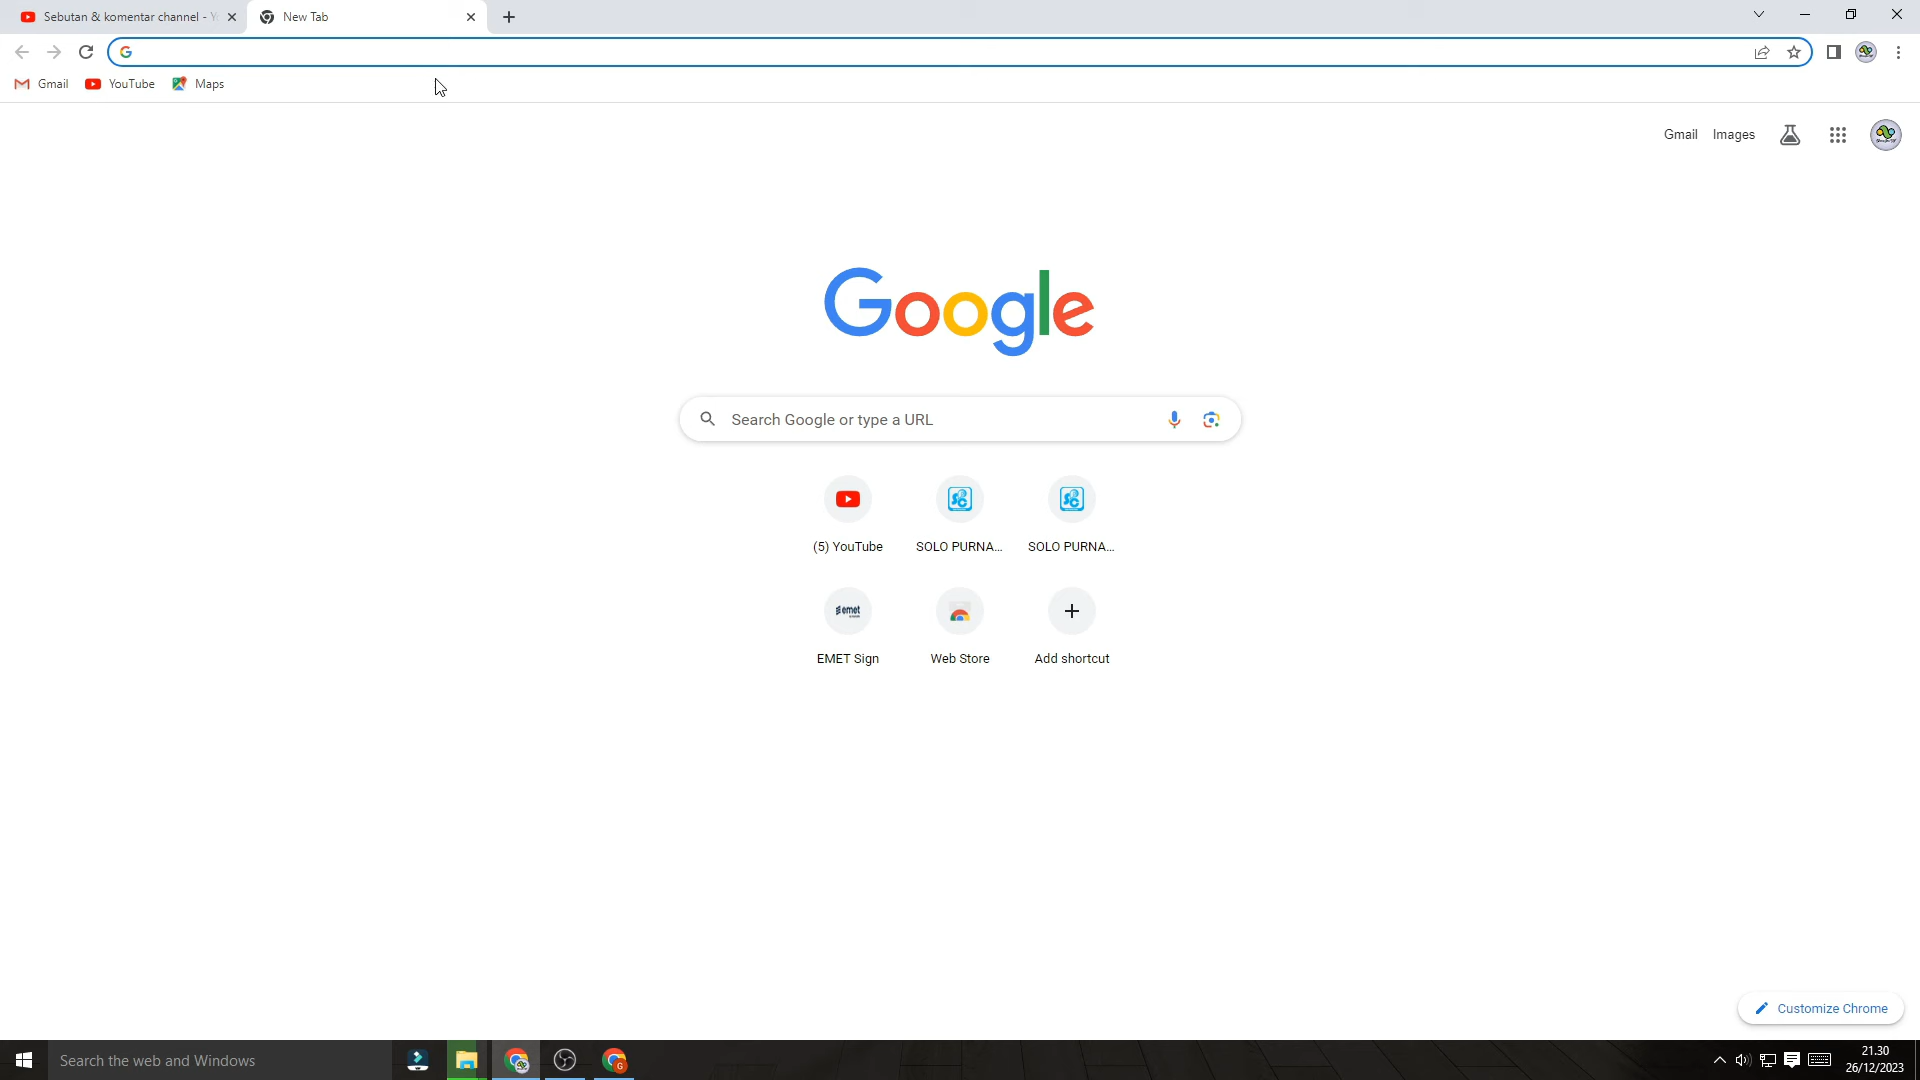 Sebutan & komentar channel - Y
New Tab
Gmail
YouTube
Maps
Gmail
Images
Google
Search Google or type a URL
(5) YouTube
SOLO PURNA...
SOLO PURNA...
emet
EMET Sign
Web Store
Add shortcut
Customize Chrome
Search the web and Windows
G
21.30
26/12/2023